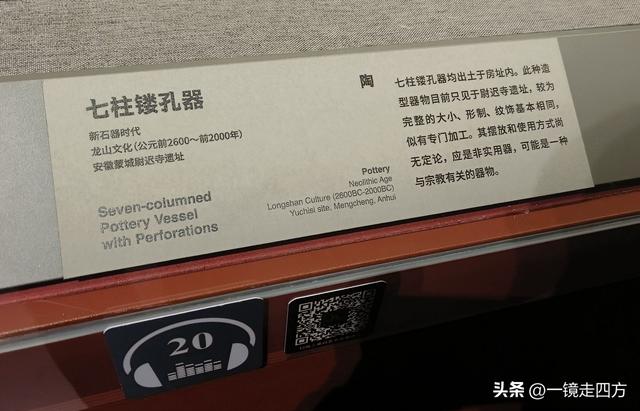 七柱镂孔器
新石器时代
龙山文化(公元前2600~前2000年)
安徽蒙城尉迟寺遗址
Seven-columned
Pottery Vessel
with Perforations
陶
Pottery
Neolithic Age
Longshan Culture (2600BC-2000BC)
Yuchisi site, Mengcheng, Anhui
七柱镂孔器均出土于房址内。此种造
型器物目前只见于尉迟寺遗址，较为
完整的大小、形制、纹饰基本相同，
似有专门加工。其摆放和使用方式尚
无定论，应是非实用器，可能是一种
与宗教有关的器物。
20
头条 @一镜走四方